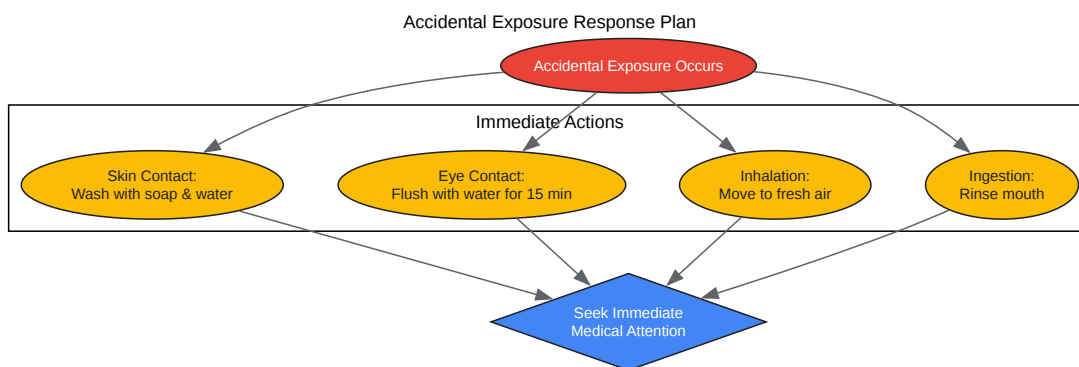 Accidental Exposure Response Plan
Accidental Exposure Occurs
Immediate Actions
Skin Contact:
Wash with soap & water
Eye Contact:
Flush with water for 15 min
Inhalation:
Move to fresh air
Ingestion:
Rinse mouth
Seek Immediate
Medical Attention